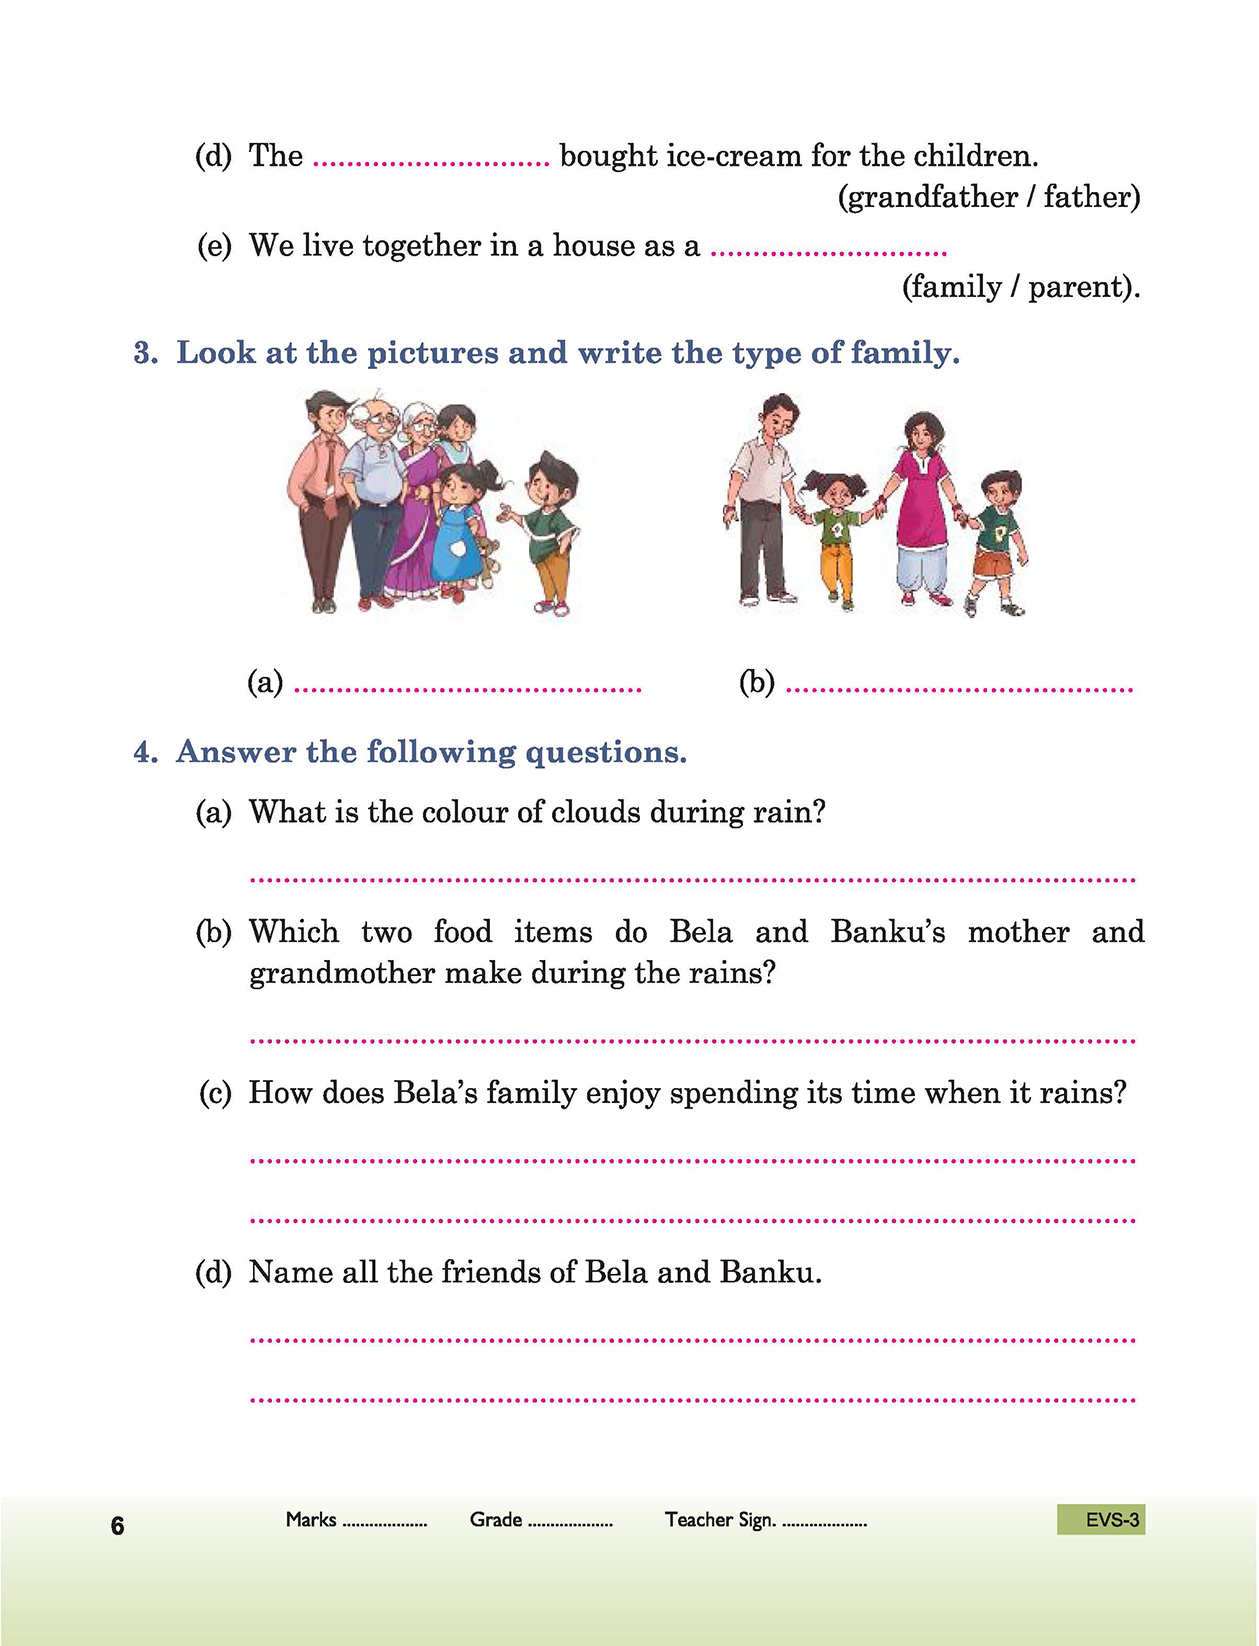 (d) The ............................ bought ice-cream for the children.
(grandfather / father)
(e) We live together in a house as a ............................
(family / parent).
3. Look at the pictures and write the type of family.
(a) ......................................... (b) .........................................
4. Answer the following questions.
(a) What is the colour of clouds during rain?
.........................................................................................................
(b) Which two food items do Bela and Banku's mother and
grandmother make during the rains?
.........................................................................................................
(c) How does Bela's family enjoy spending its time when it rains?
.........................................................................................................
.........................................................................................................
(d) Name all the friends of Bela and Banku.
.........................................................................................................
.........................................................................................................
6 Marks ................... Grade ................... Teacher Sign. ................... EVS-3